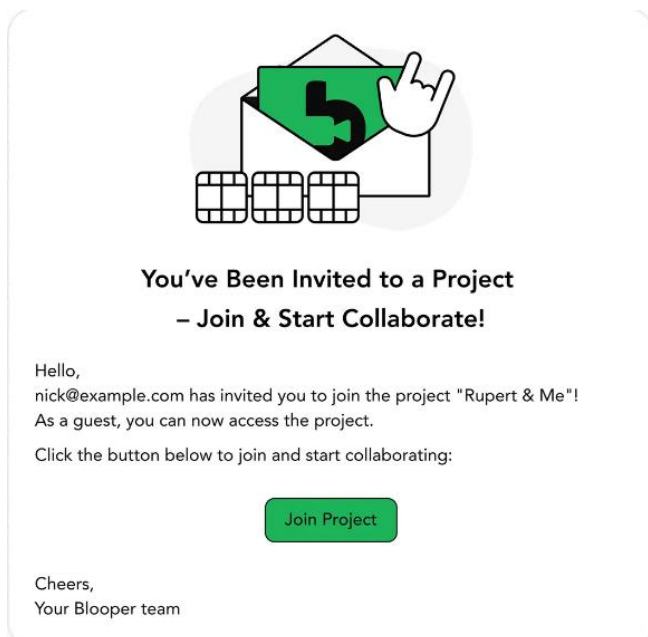 You’ve Been Invited to a Project
– Join & Start Collaborate!
Hello,
nick@example.com has invited you to join the project "Rupert & Me"!
As a guest, you can now access the project.
Click the button below to join and start collaborating:
Join Project
Cheers,
Your Blooper team